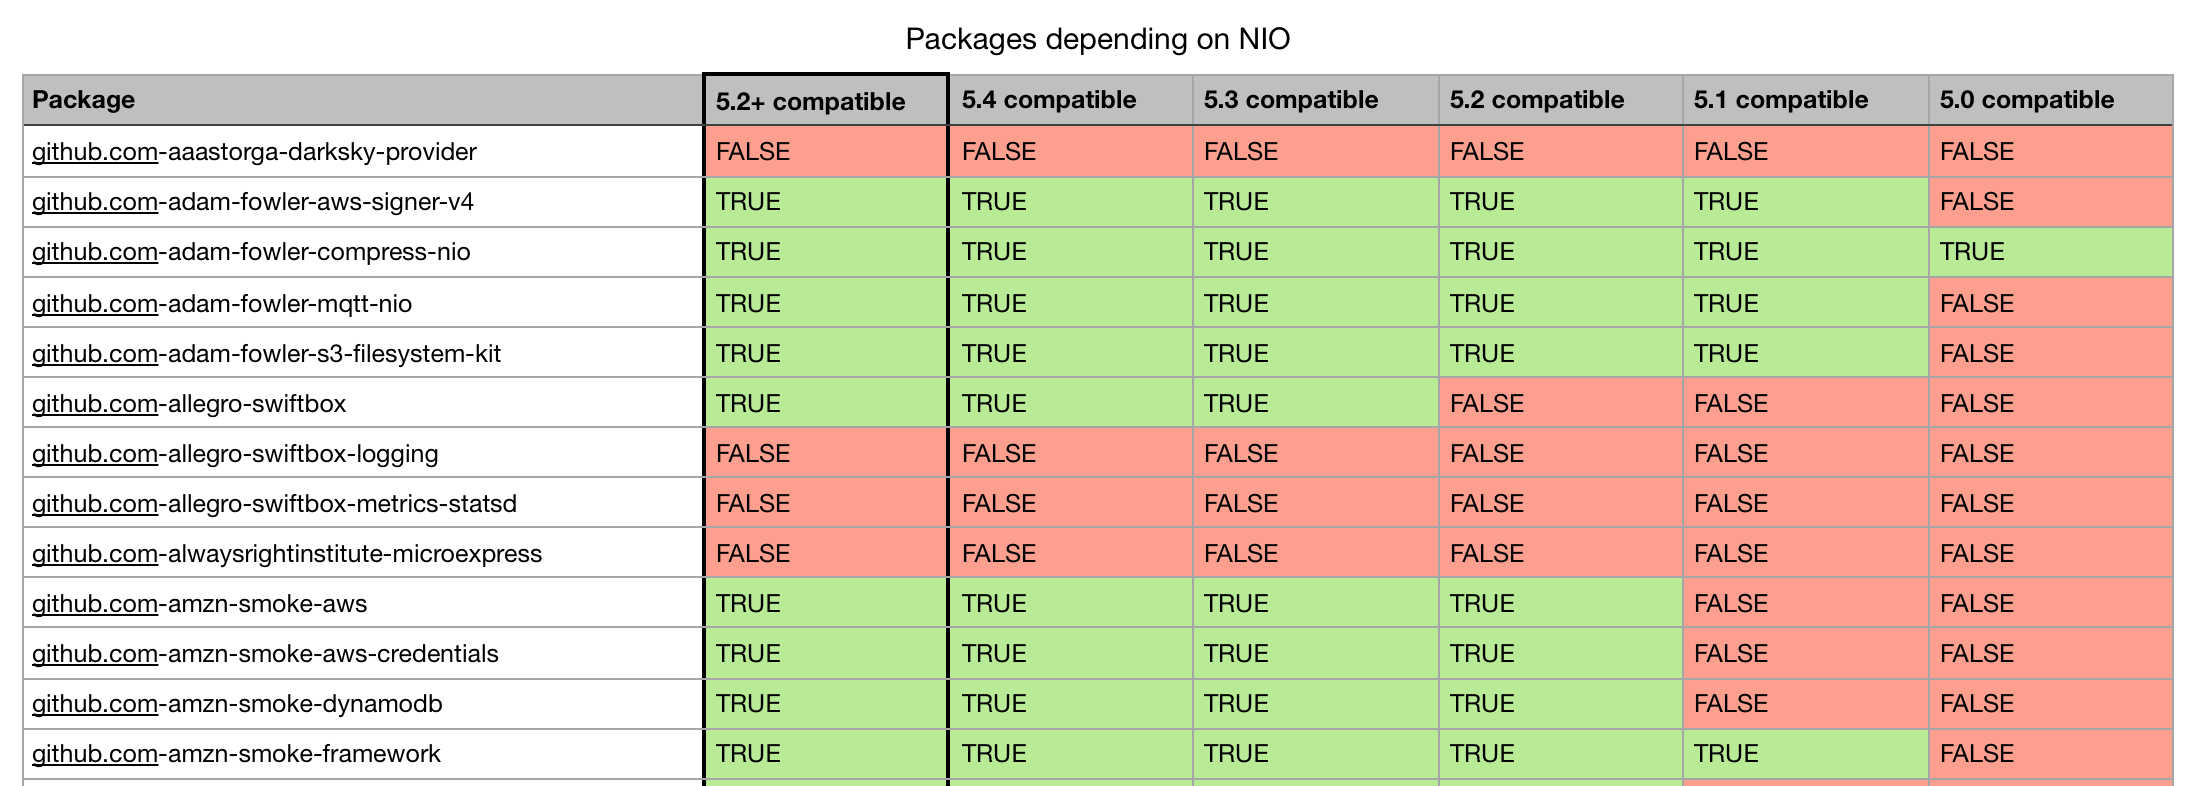 Packages depending on NIO
Package 5.2+ compatible 5.4 compatible 5.3 compatible 5.2 compatible 5.1 compatible 5.0 compatible
github.com-aaastorga-darksky-provider FALSE FALSE FALSE FALSE FALSE FALSE
github.com-adam-fowler-aws-signer-v4 TRUE TRUE TRUE TRUE TRUE FALSE
github.com-adam-fowler-compress-nio TRUE TRUE TRUE TRUE TRUE TRUE
github.com-adam-fowler-mqtt-nio TRUE TRUE TRUE TRUE TRUE FALSE
github.com-adam-fowler-s3-filesystem-kit TRUE TRUE TRUE TRUE TRUE FALSE
github.com-allegro-swiftbox TRUE TRUE TRUE FALSE FALSE FALSE
github.com-allegro-swiftbox-logging FALSE FALSE FALSE FALSE FALSE FALSE
github.com-allegro-swiftbox-metrics-statsd FALSE FALSE FALSE FALSE FALSE FALSE
github.com-alwaysrightinstitute-microexpress FALSE FALSE FALSE FALSE FALSE FALSE
github.com-amzn-smoke-aws TRUE TRUE TRUE TRUE FALSE FALSE
github.com-amzn-smoke-aws-credentials TRUE TRUE TRUE TRUE FALSE FALSE
github.com-amzn-smoke-dynamodb TRUE TRUE TRUE TRUE FALSE FALSE
github.com-amzn-smoke-framework TRUE TRUE TRUE TRUE TRUE FALSE